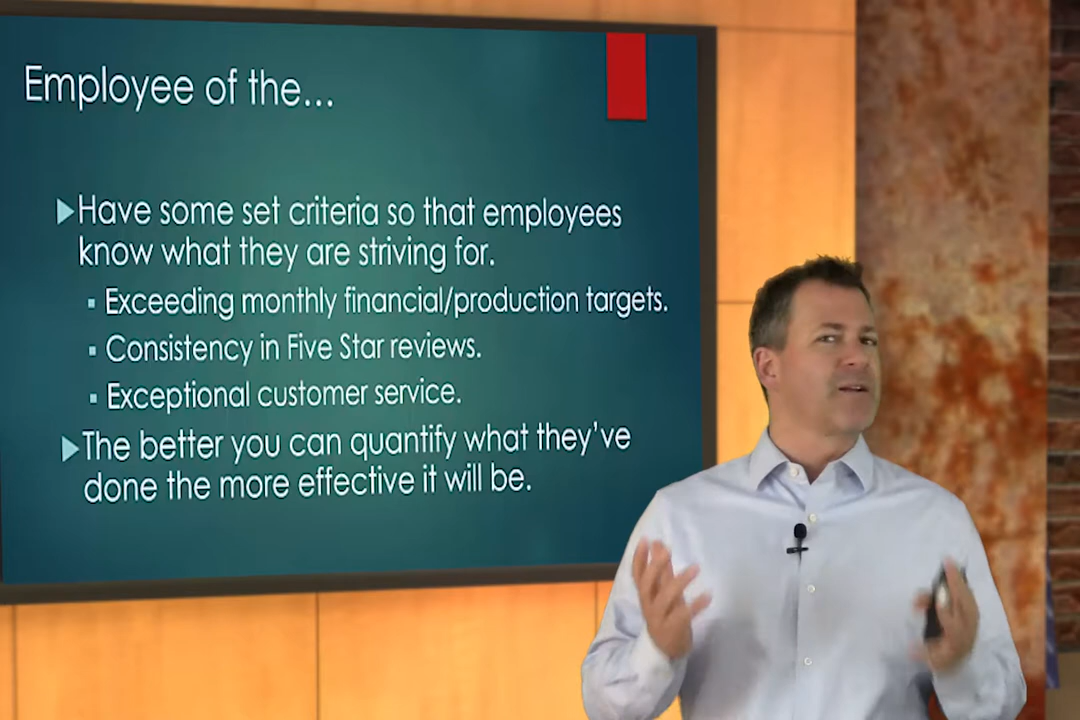 Employee of the...
Have some set criteria so that employees
know what they are striving for.
Exceeding monthly financial/production targets.
Consistency in Five Star reviews.
Exceptional customer service.
The better you can quantify what they've
done the more effective it will be.